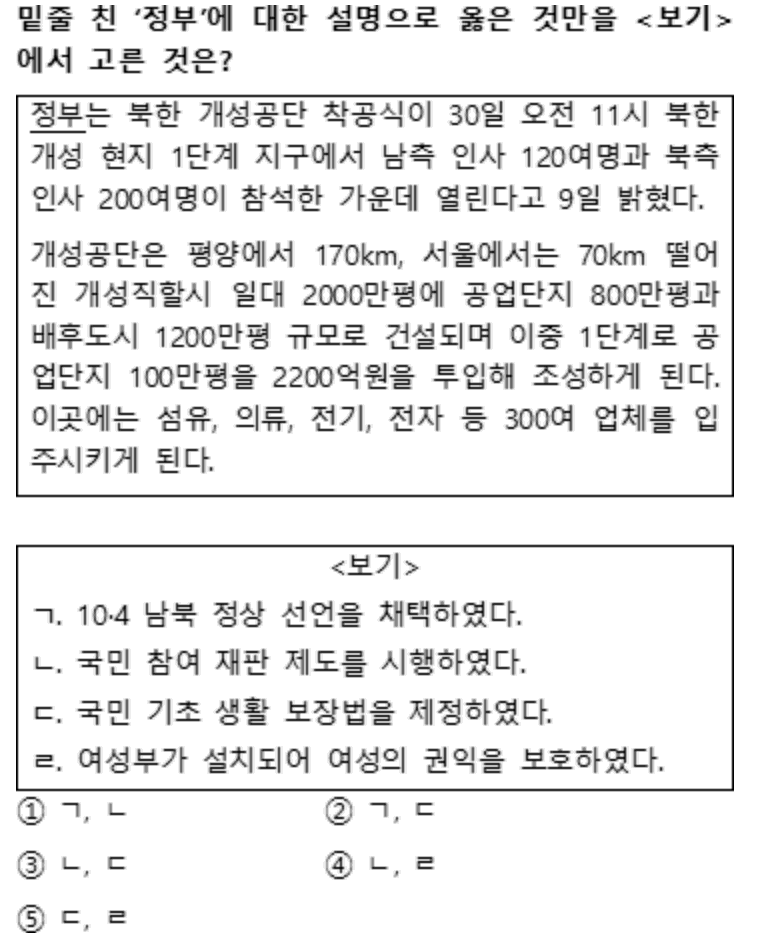 밑줄 친 ‘정부’에 대한 설명으로 옳은 것만을 <보기>
에서 고른 것은?
정부는 북한 개성공단 착공식이 30일 오전 11시 북한
개성 현지 1단계 지구에서 남측 인사 120여명과 북측
인사 200여명이 참석한 가운데 열린다고 9일 밝혔다.
개성공단은 평양에서 170km, 서울에서는 70km 떨어
진 개성직할시 일대 2000만평에 공업단지 800만평과
배후도시 1200만평 규모로 건설되며 이중 1단계로 공
업단지 100만평을 2200억원을 투입해 조성하게 된다.
이곳에는 섬유, 의류, 전기, 전자 등 300여 업체를 입
주시키게 된다.
<보기>
ㄱ. 10·4 남북 정상 선언을 채택하였다.
ㄴ. 국민 참여 재판 제도를 시행하였다.
ㄷ. 국민 기초 생활 보장법을 제정하였다.
ㄹ. 여성부가 설치되어 여성의 권익을 보호하였다.
① ㄱ, ㄴ ② ㄱ, ㄷ
③ ㄴ, ㄷ ④ ㄴ, ㄹ
⑤ ㄷ, ㄹ